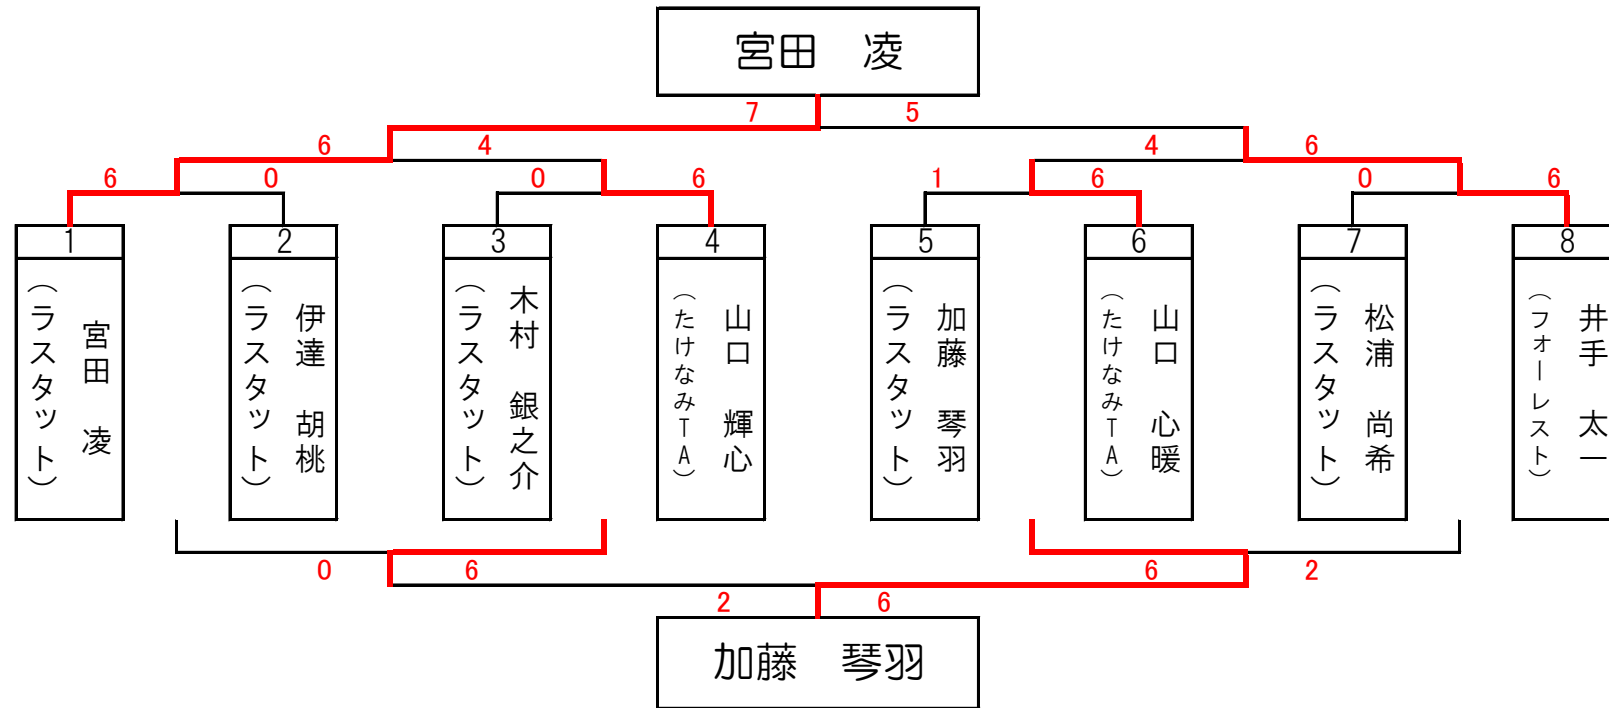 宮田　凌
7 5
6 4 4 6
6 0 0 6 1 6 0 6
1 2 3 4 5 6 7 8
宮田　凌
(ラスタット)
伊達　胡桃
(ラスタット)
木村　銀之介
(ラスタット)
山口　輝心
(たけなみTA)
加藤　琴羽
(ラスタット)
山口　心暖
(たけなみTA)
松浦　尚希
(ラスタット)
井手　太一
(フォーレスト)
0 6 6 2
2 6
加藤　琴羽